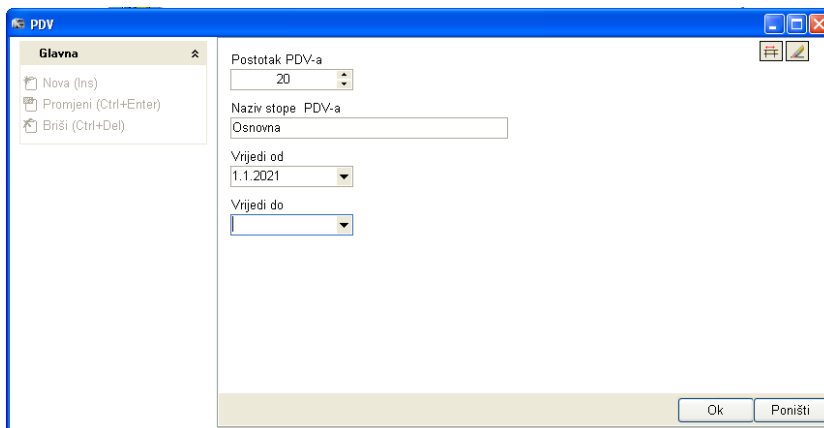 PDV
Glavna
Nova (Ins)
Promjeni (Ctrl+Enter)
Briši (Ctrl+Del)
Postotak PDV-a
20
Naziv stope PDV-a
Osnovna
Vrijedi od
1.1.2021
Vrijedi do
Ok
Poništi